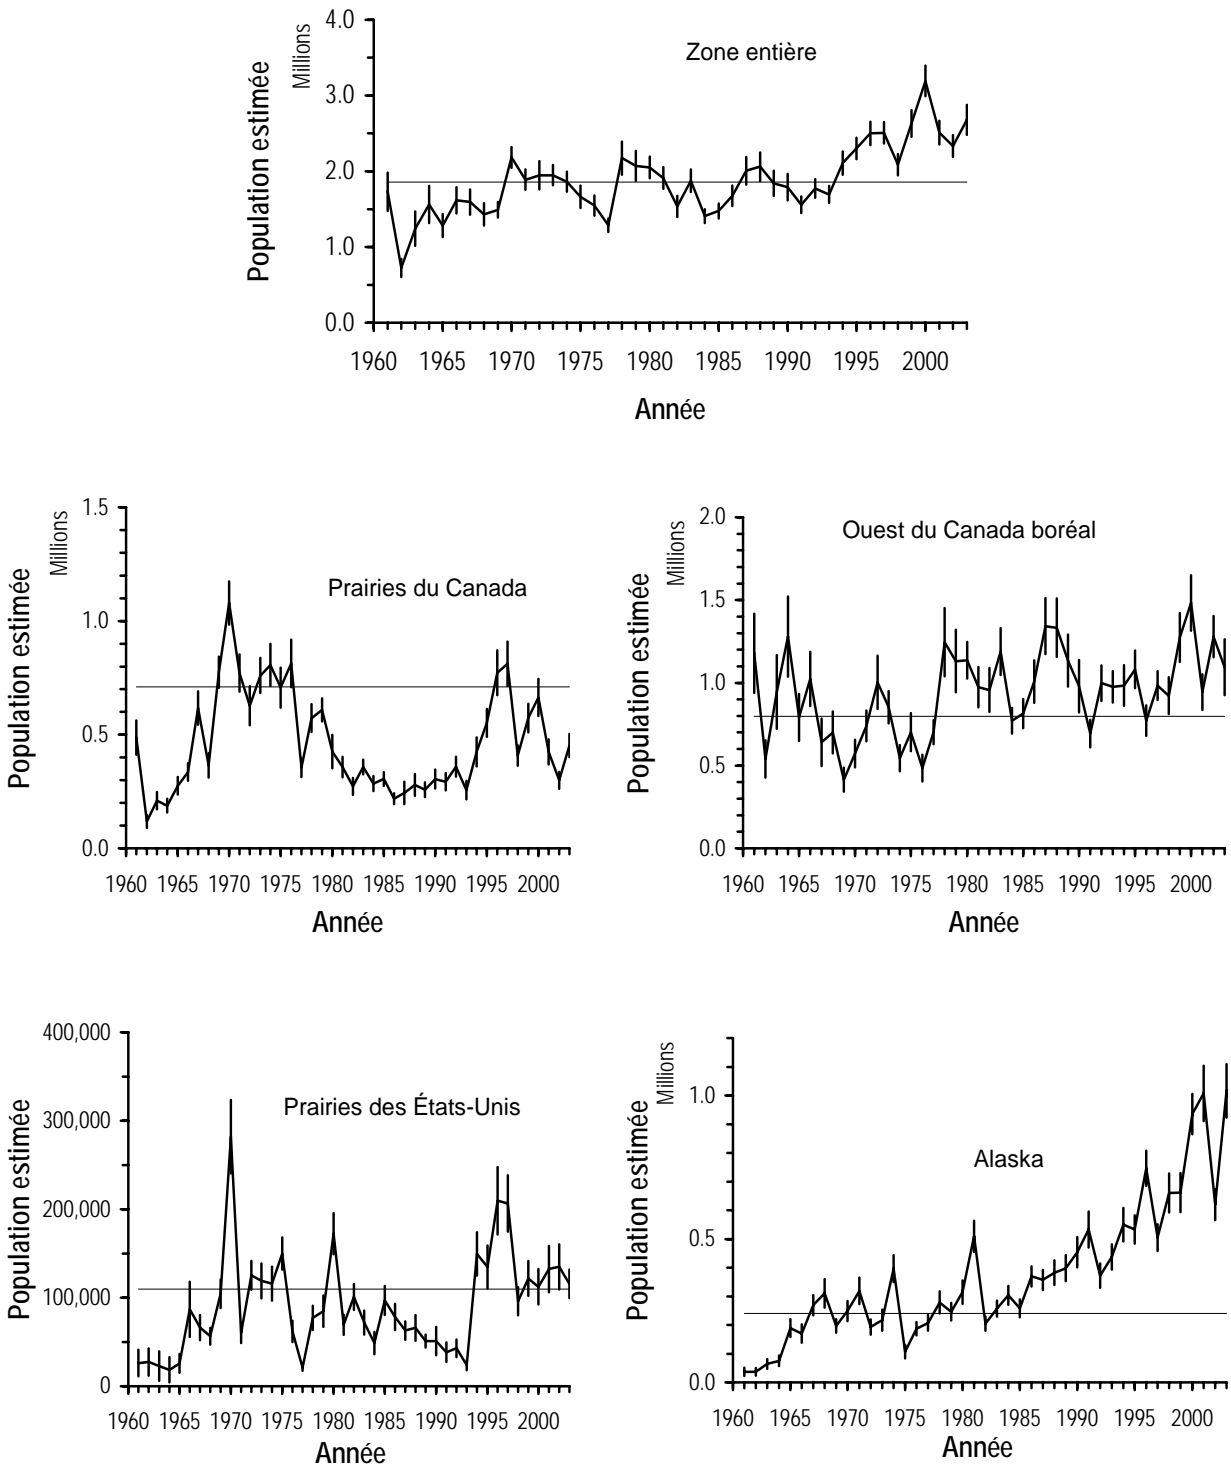 Zone entière
Millions
Population estimée
4.0
3.0
2.0
1.0
0.0
1960 1965 1970 1975 1980 1985 1990 1995 2000
Année
Prairies du Canada
Millions
Population estimée
1.5
1.0
0.5
0.0
1960 1965 1970 1975 1980 1985 1990 1995 2000
Année
Ouest du Canada boréal
Millions
Population estimée
2.0
1.5
1.0
0.5
0.0
1960 1965 1970 1975 1980 1985 1990 1995 2000
Année
Prairies des États-Unis
Population estimée
400,000
300,000
200,000
100,000
0
1960 1965 1970 1975 1980 1985 1990 1995 2000
Année
Alaska
Millions
Population estimée
1.0
0.5
0.0
1960 1965 1970 1975 1980 1985 1990 1995 2000
Année